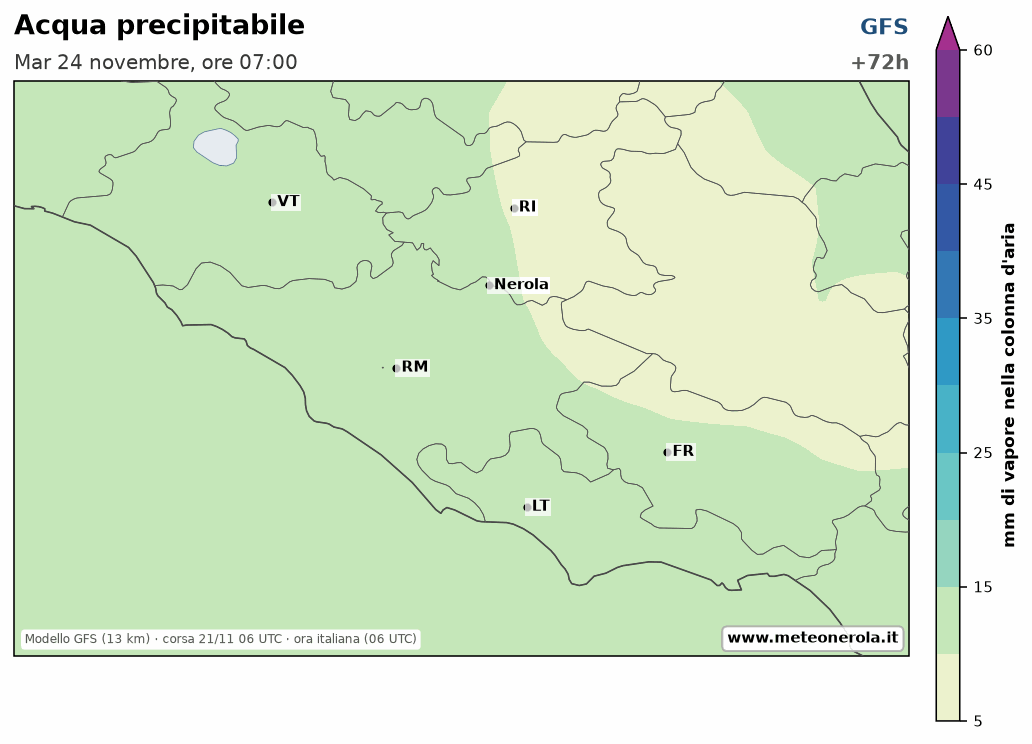 Acqua precipitabile
GFS
Mar 24 novembre, ore 07:00
+72h
VT
RI
Nerola
RM
FR
LT
Modello GFS (13 km) · corsa 21/11 06 UTC · ora italiana (06 UTC)
www.meteonerola.it
60
45
35
25
15
5
mm di vapore nella colonna d'aria